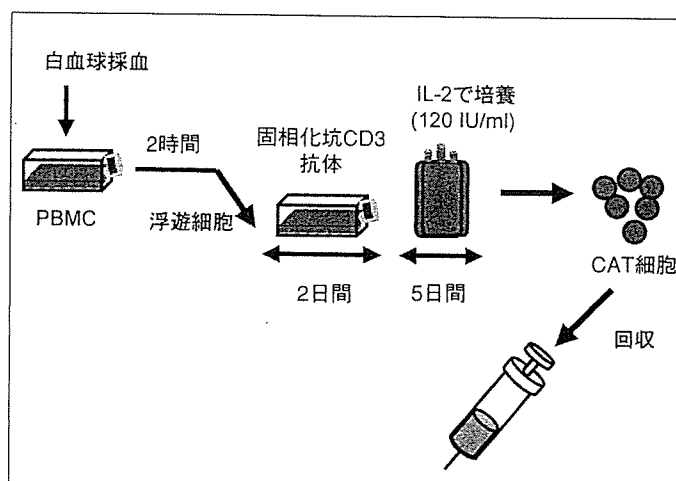 白血球採血
PBMC
2時間
浮遊細胞
固相化坑CD3
抗体
2日間
IL-2で培養
(120 IU/ml)
5日間
CAT細胞
回収